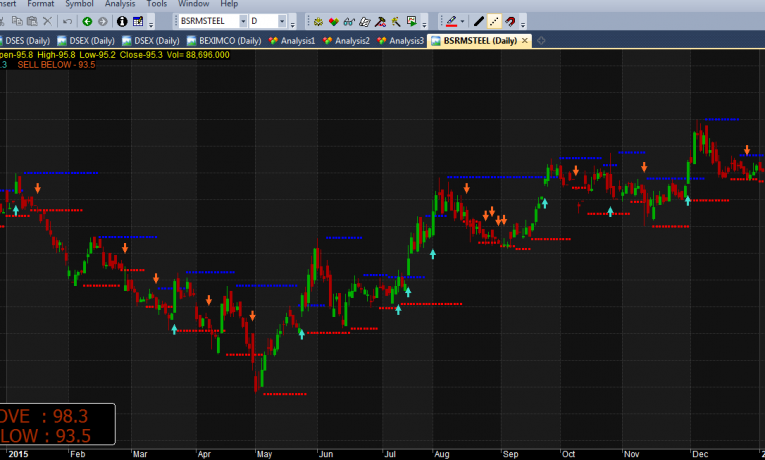 nsert Format Symbol Analysis Tools Window Help
BSRMSTEEL D
DSES (Daily) DSEX (Daily) DSEX (Daily) BEXIMCO (Daily) Analysis1 Analysis2 Analysis3 BSRMSTEEL (Daily)
pen-95.8 High-95.8 Low-95.2 Close-95.3 Vol= 88,696.000
.3 SELL BELOW - 93.5
OVE : 98.3
LOW : 93.5
2015 Feb Mar Apr May Jun Jul Aug Sep Oct Nov Dec 2